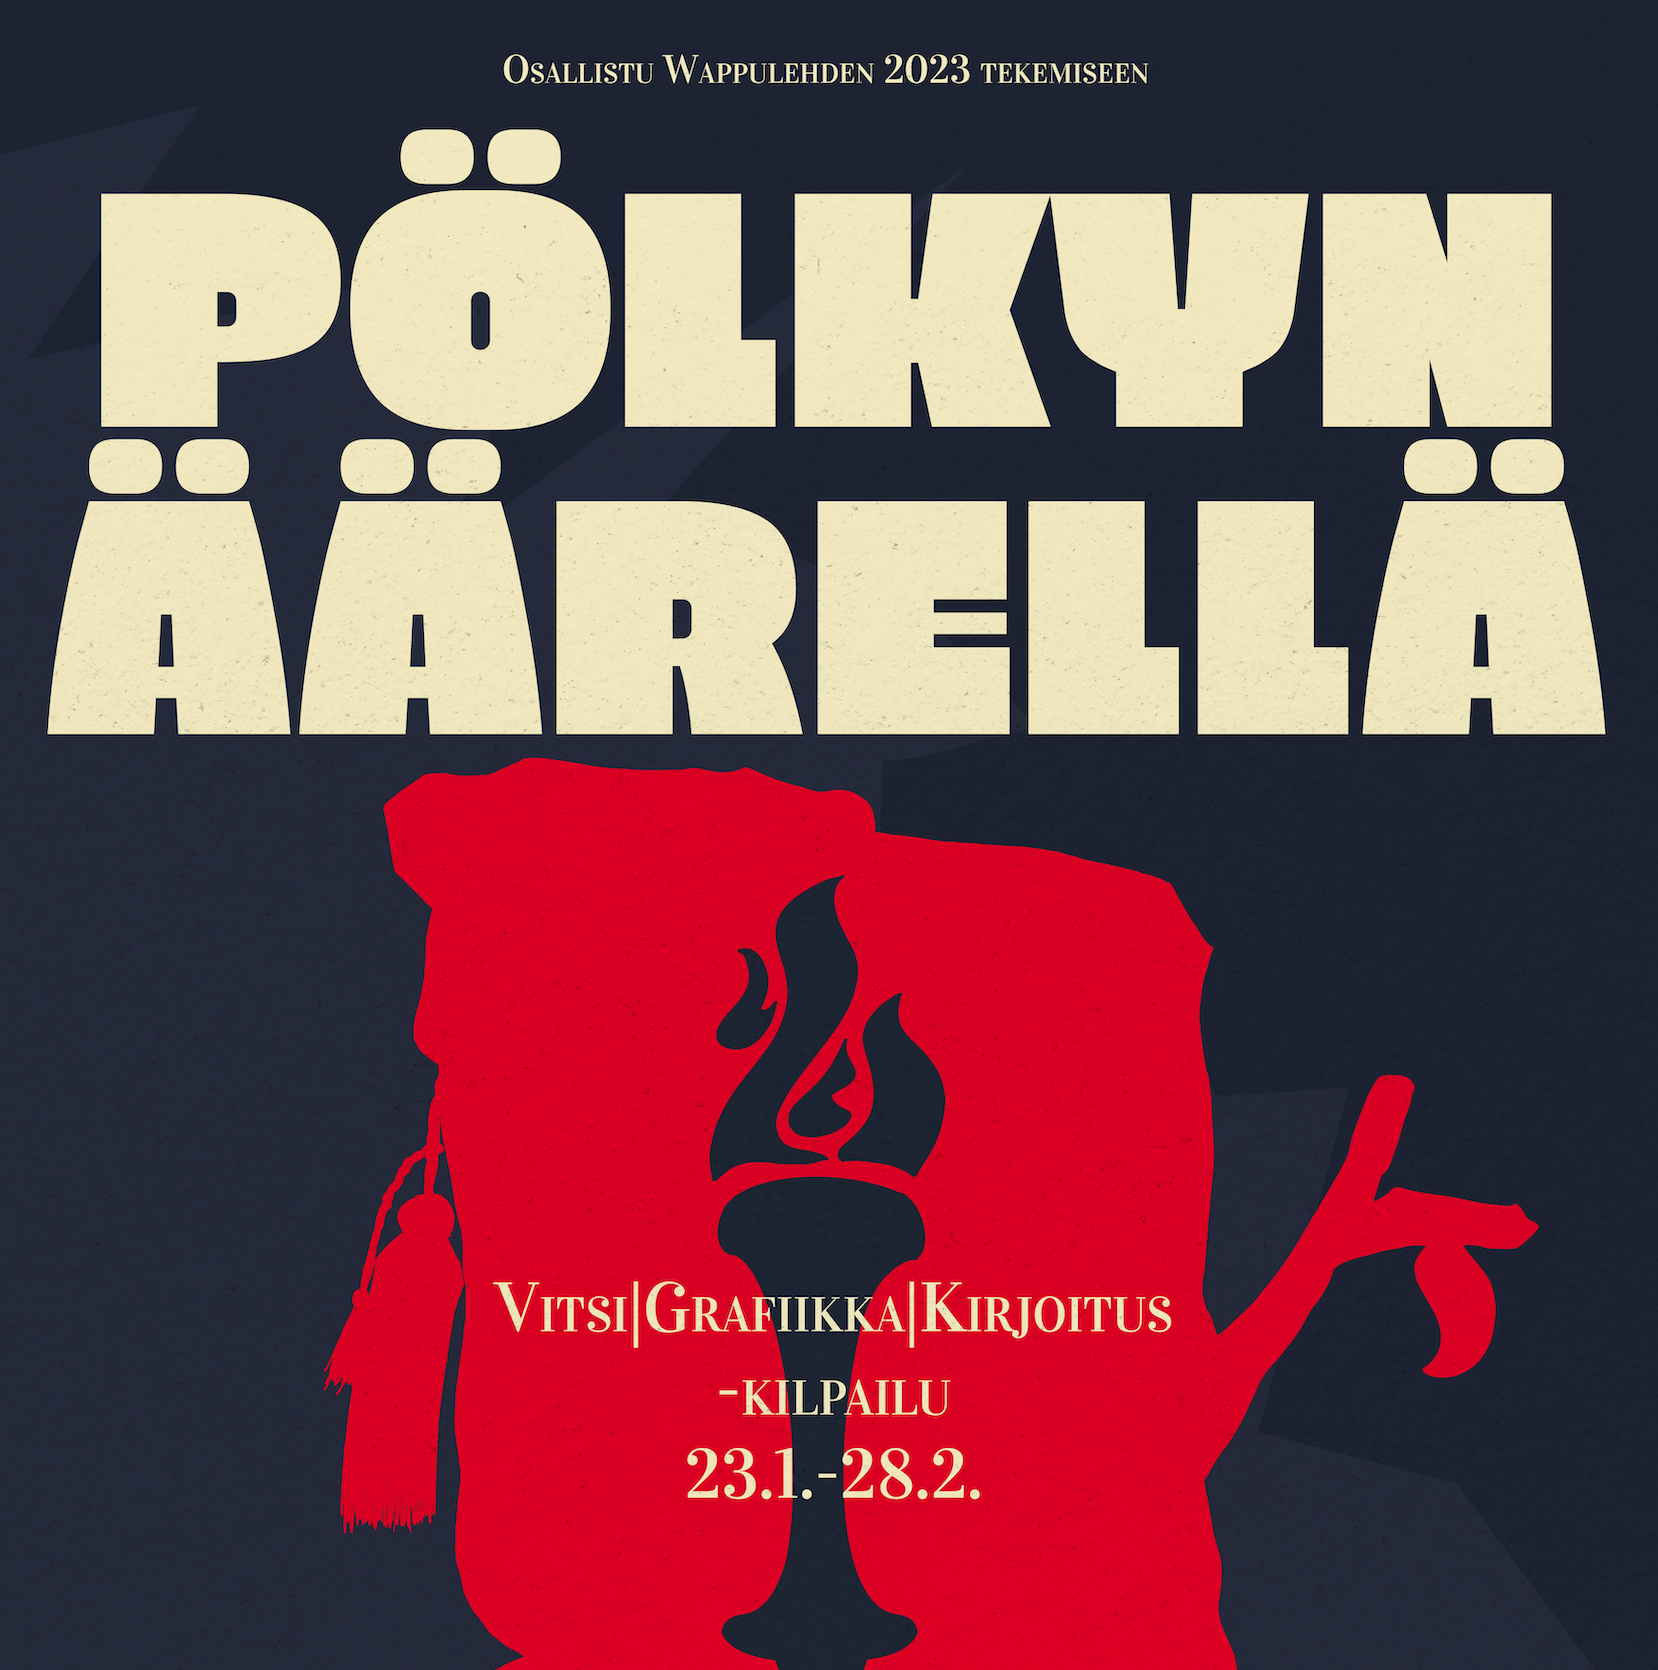 Osallistu Wappulehden 2023 tekemiseen
PÖLKYN
ÄÄRELLÄ
Vitsi|Grafiikka|Kirjoitus
-kilpailu
23.1.-28.2.